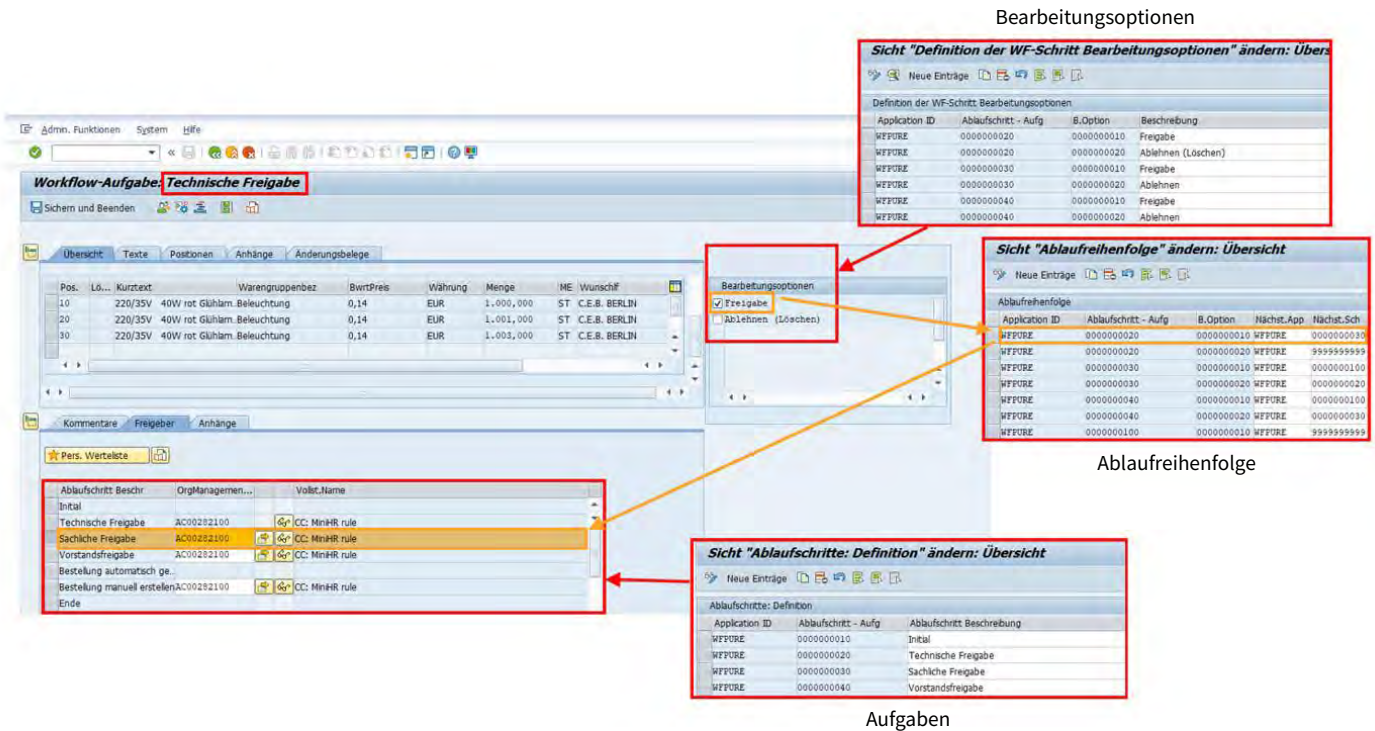 Bearbeitungsoptionen
Sicht "Definition der WF-Schritt Bearbeitungsoptionen" ändern: Übers
Neue Einträge
Definition der WF-Schritt Bearbeitungsoptionen
Application ID Ablaufschritt - Aufg B.Option Beschreibung
WFPURE 0000000020 0000000010 Freigabe
WFPURE 0000000020 0000000020 Ablehnen (Löschen)
WFPURE 0000000030 0000000010 Freigabe
WFPURE 0000000030 0000000020 Ablehnen
WFPURE 0000000040 0000000010 Freigabe
WFPURE 0000000040 0000000020 Ablehnen
Admn. Funktionen System Hilfe
Workflow-Aufgabe: Technische Freigabe
Sichern und Beenden
Übersicht Texte Positionen Anhänge Änderungsbelege
Pos. Lö... Kurztext Warengruppenbez BwrtPreis Währung Menge ME Wunschlf
10 220/35V 40W rot Glühlam. Beleuchtung 0,14 EUR 1.000,000 ST C.E.B. BERLIN
20 220/35V 40W rot Glühlam. Beleuchtung 0,14 EUR 1.001,000 ST C.E.B. BERLIN
30 220/35V 40W rot Glühlam. Beleuchtung 0,14 EUR 1.003,000 ST C.E.B. BERLIN
Bearbeitungsoptionen
Freigabe
Ablehnen (Löschen)
Sicht "Ablaufreihenfolge" ändern: Übersicht
Neue Einträge
Ablaufreihenfolge
Application ID Ablaufschritt - Aufg B.Option Nächst.App Nächst.Sch
WFPURE 0000000020 0000000010 WFPURE 0000000030
WFPURE 0000000020 0000000020 WFPURE 9999999999
WFPURE 0000000030 0000000010 WFPURE 0000000100
WFPURE 0000000030 0000000020 WFPURE 0000000020
WFPURE 0000000040 0000000010 WFPURE 0000000100
WFPURE 0000000040 0000000020 WFPURE 0000000030
WFPURE 0000000100 0000000010 WFPURE 9999999999
Ablaufreihenfolge
Kommentare Freigeber Anhänge
Pers. Werteliste
Ablaufschritt Beschr OrgManagemen... Vollst.Name
Initial
Technische Freigabe AC00282100 CC: MiniHR rule
Sachliche Freigabe AC00282100 CC: MiniHR rule
Vorstandsfreigabe AC00282100 CC: MiniHR rule
Bestellung automatisch ge..
Bestellung manuell erstellen AC00282100 CC: MiniHR rule
Ende
Sicht "Ablaufschritte: Definition" ändern: Übersicht
Neue Einträge
Ablaufschritte: Definition
Application ID Ablaufschritt - Aufg Ablaufschritt Beschreibung
WFPURE 0000000010 Initial
WFPURE 0000000020 Technische Freigabe
WFPURE 0000000030 Sachliche Freigabe
WFPURE 0000000040 Vorstandsfreigabe
Aufgaben